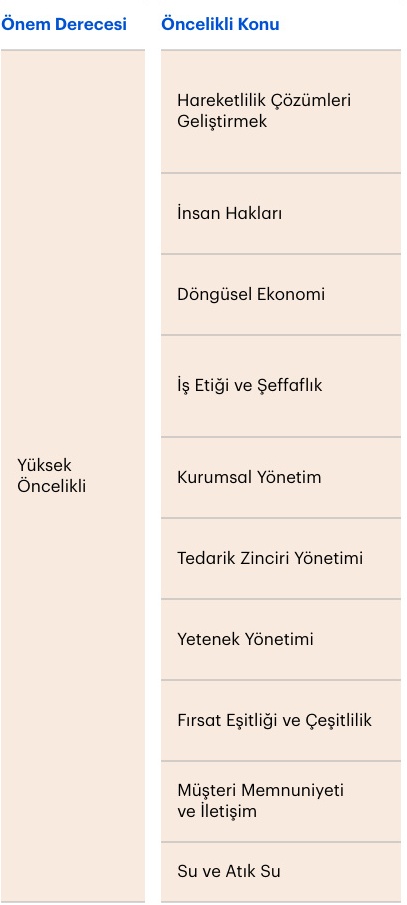 Önem Derecesi
Öncelikli Konu
Yüksek
Öncelikli
Hareketlilik Çözümleri
Geliştirmek
İnsan Hakları
Döngüsel Ekonomi
İş Etiği ve Şeffaflık
Kurumsal Yönetim
Tedarik Zinciri Yönetimi
Yetenek Yönetimi
Fırsat Eşitliği ve Çeşitlilik
Müşteri Memnuniyeti
ve İletişim
Su ve Atık Su